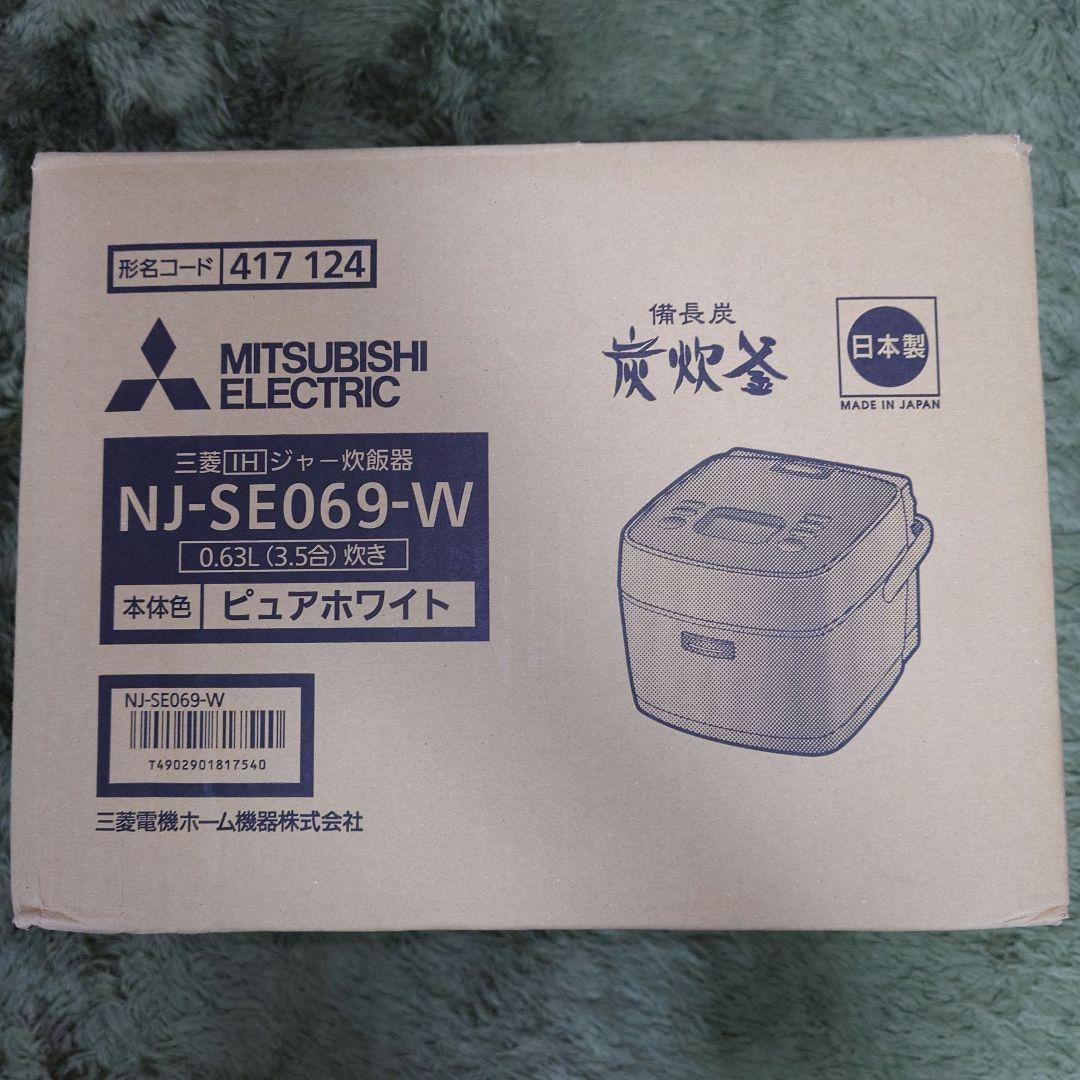 形名コード 417 124
MITSUBISHI
ELECTRIC
備長炭
炭炊釜
日本製
MADE IN JAPAN
三菱IHジャー炊飯器
NJ-SE069-W
0.63L(3.5合)炊き
本体色 ピュアホワイト
NJ-SE069-W
T4902901817540
三菱電機ホーム機器株式会社